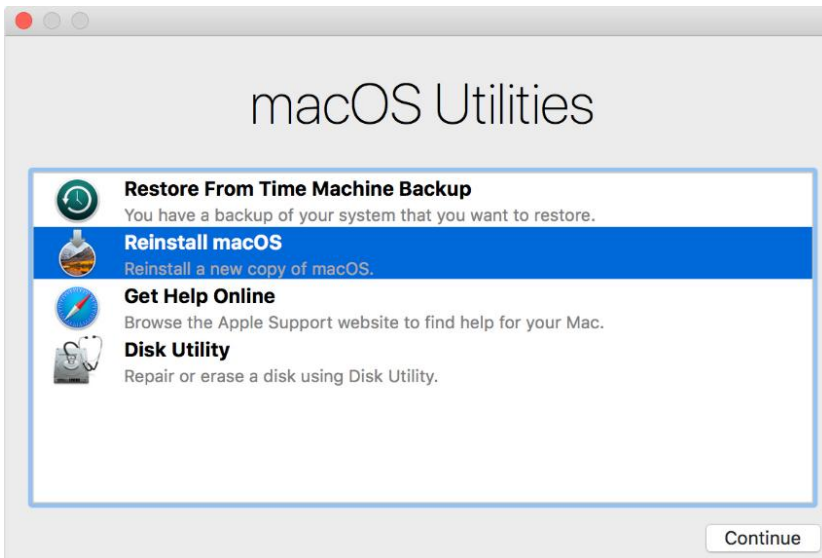 macOS Utilities
Restore From Time Machine Backup
You have a backup of your system that you want to restore.
Reinstall macOS
Reinstall a new copy of macOS.
Get Help Online
Browse the Apple Support website to find help for your Mac.
Disk Utility
Repair or erase a disk using Disk Utility.
Continue